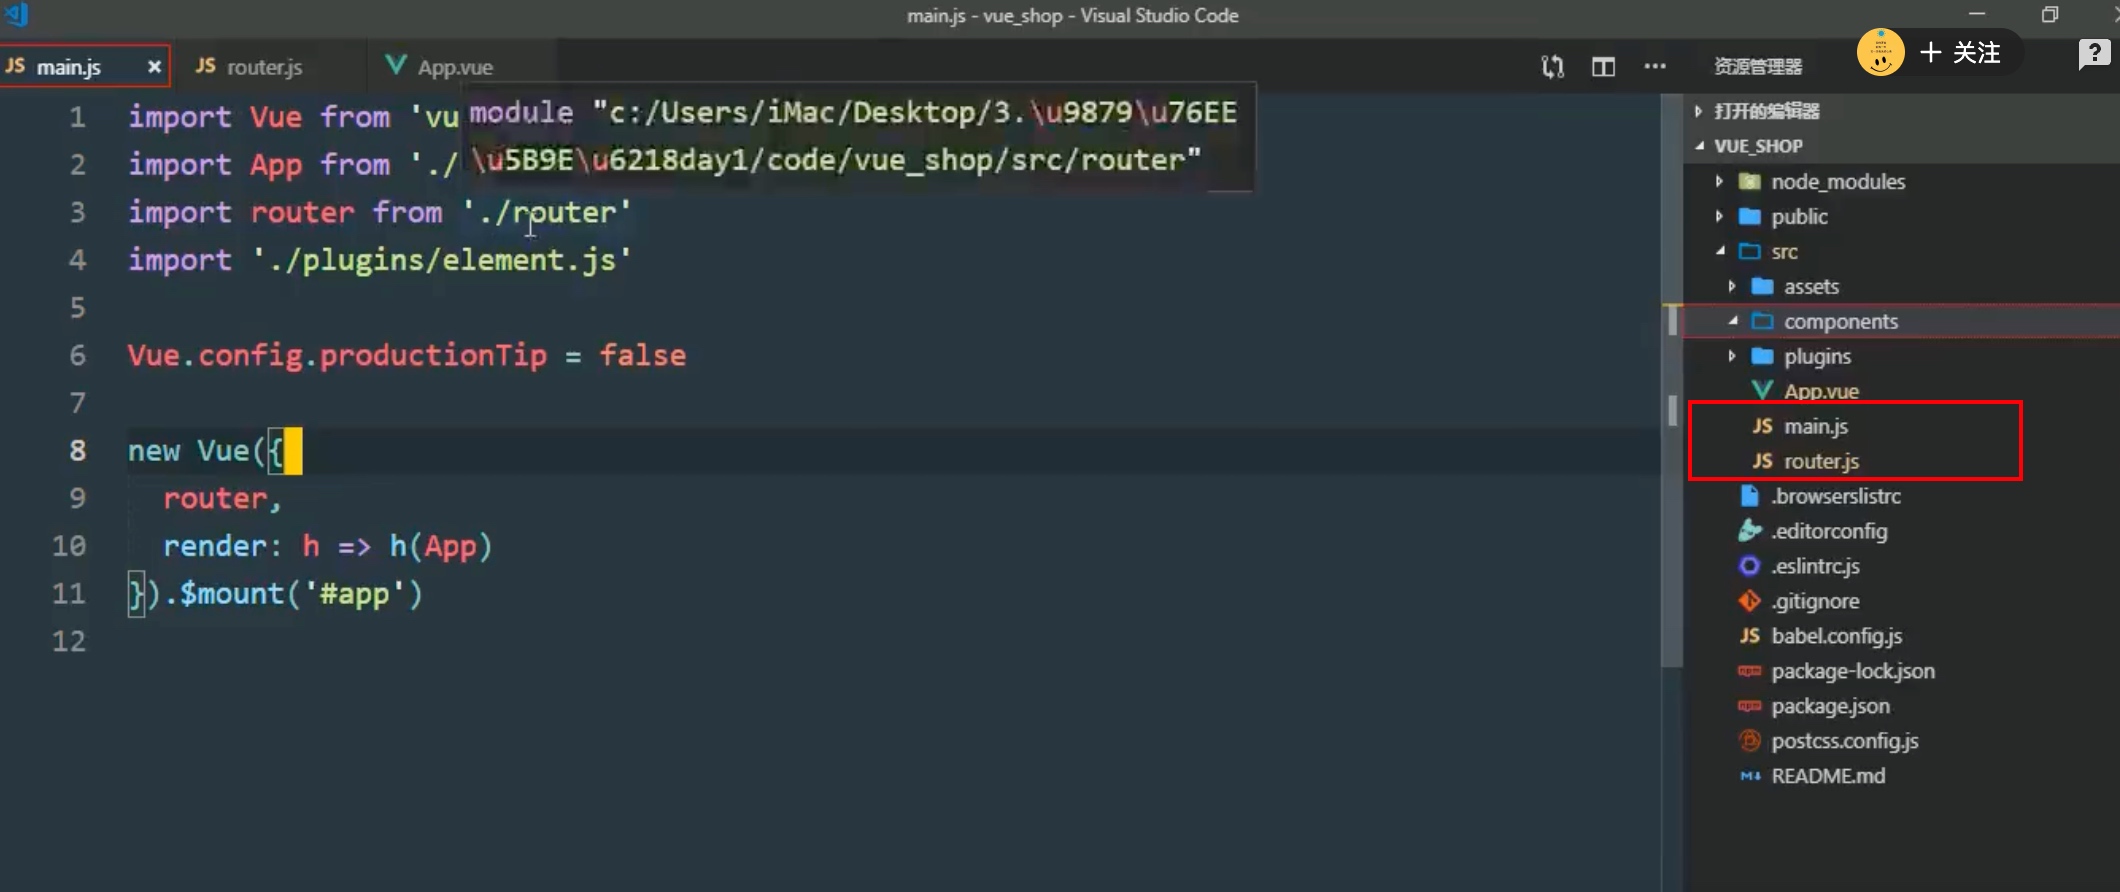 main.js - vue_shop - Visual Studio Code
JS main.js ×
JS router.js
App.vue
资源管理器
+ 关注
?
1 import Vue from 'vu
module "c:/Users/iMac/Desktop/3.\u9879\u76EE
\u5B9E\u6218day1/code/vue_shop/src/router"
2 import App from './
3 import router from './router'
4 import './plugins/element.js'
5
6 Vue.config.productionTip = false
7
8 new Vue({
9 router,
10 render: h => h(App)
11 }).$mount('#app')
12
打开的编辑器
VUE_SHOP
node_modules
public
src
assets
components
plugins
App.vue
JS main.js
JS router.js
.browserslistrc
.editorconfig
.eslintrc.js
.gitignore
JS babel.config.js
npm package-lock.json
npm package.json
postcss.config.js
M↓ README.md